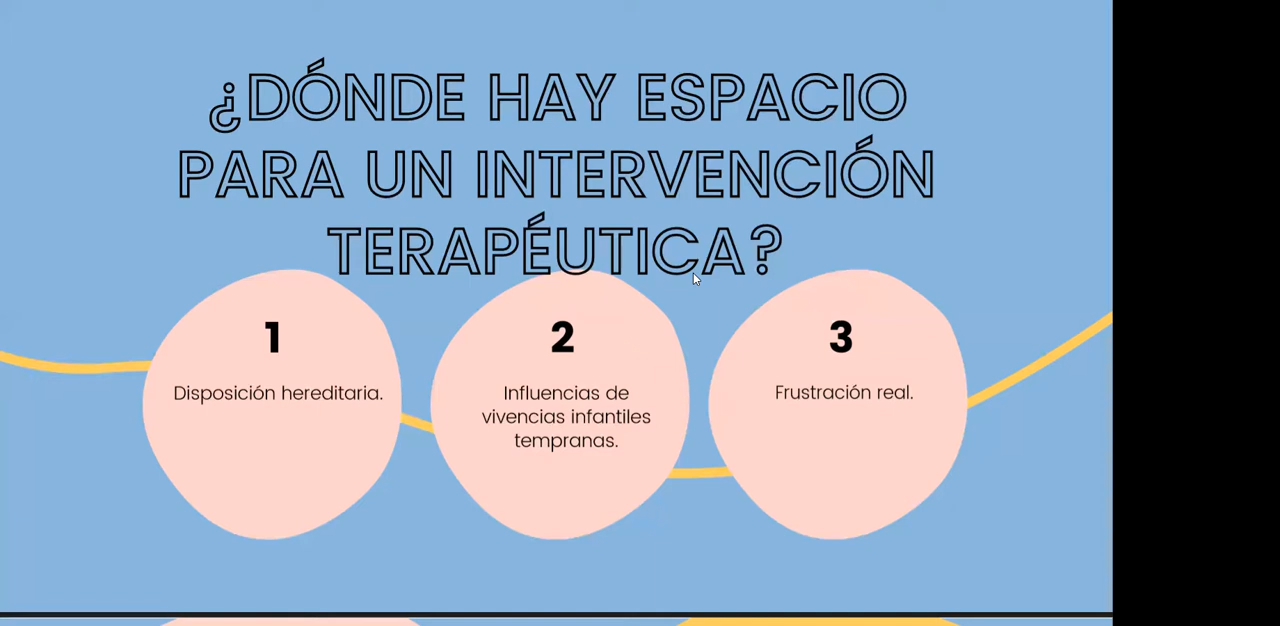 ¿DÓNDE HAY ESPACIO
PARA UN INTERVENCIÓN
TERAPÉUTICA?
1
Disposición hereditaria.
2
Influencias de
vivencias infantiles
tempranas.
3
Frustración real.